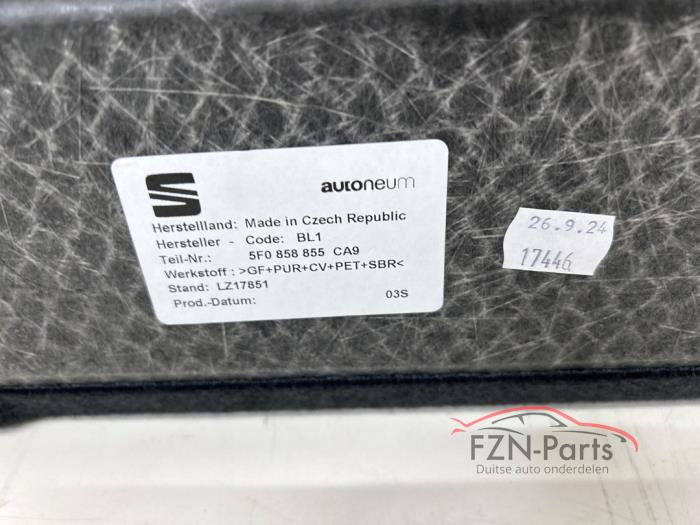 autoneum
Herstellland: Made in Czech Republic
Hersteller - Code: BL1
Teil-Nr.: 5F0 858 855 CA9
Werkstoff : >GF+PUR+CV+PET+SBR<
Stand: LZ17851
Prod.-Datum: 03S
26.9.24
17446
FZN-Parts
Duitse auto onderdelen